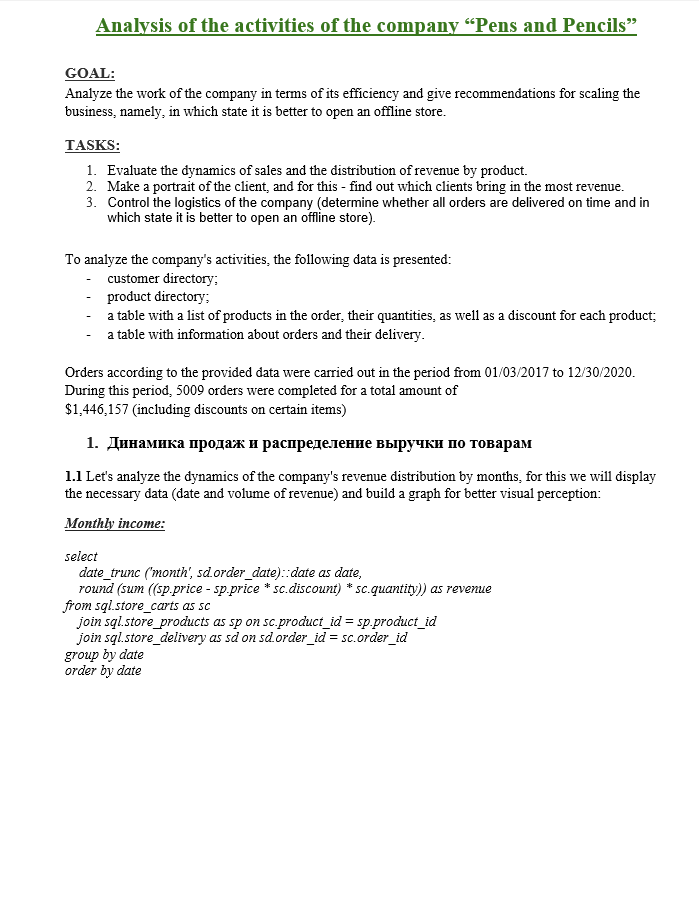 Analysis of the activities of the company “Pens and Pencils”
GOAL:
Analyze the work of the company in terms of its efficiency and give recommendations for scaling the
business, namely, in which state it is better to open an offline store.
TASKS:
1. Evaluate the dynamics of sales and the distribution of revenue by product.
2. Make a portrait of the client, and for this - find out which clients bring in the most revenue.
3. Control the logistics of the company (determine whether all orders are delivered on time and in
which state it is better to open an offline store).
To analyze the company's activities, the following data is presented:
- customer directory;
- product directory;
- a table with a list of products in the order, their quantities, as well as a discount for each product;
- a table with information about orders and their delivery.
Orders according to the provided data were carried out in the period from 01/03/2017 to 12/30/2020.
During this period, 5009 orders were completed for a total amount of
$1,446,157 (including discounts on certain items)
1. Динамика продаж и распределение выручки по товарам
1.1 Let's analyze the dynamics of the company's revenue distribution by months, for this we will display
the necessary data (date and volume of revenue) and build a graph for better visual perception:
Monthly income:
select
date_trunc ('month', sd.order_date)::date as date,
round (sum ((sp.price - sp.price * sc.discount) * sc.quantity)) as revenue
from sql.store_carts as sc
join sql.store_products as sp on sc.product_id = sp.product_id
join sql.store_delivery as sd on sd.order_id = sc.order_id
group by date
order by date